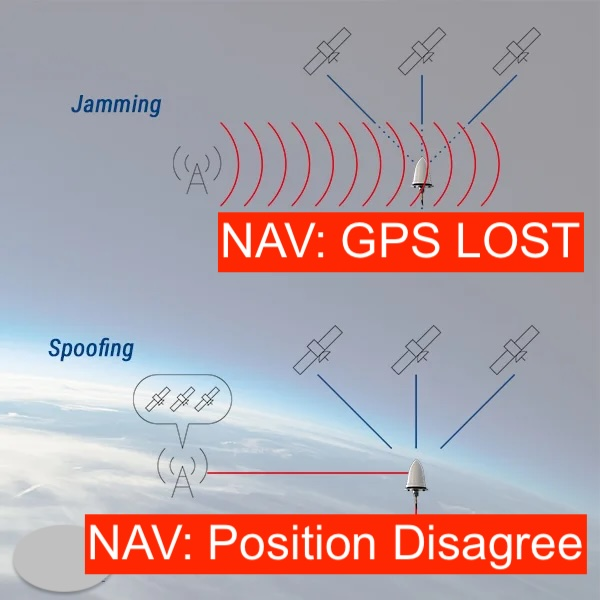 Jamming
NAV: GPS LOST
Spoofing
NAV: Position Disagree